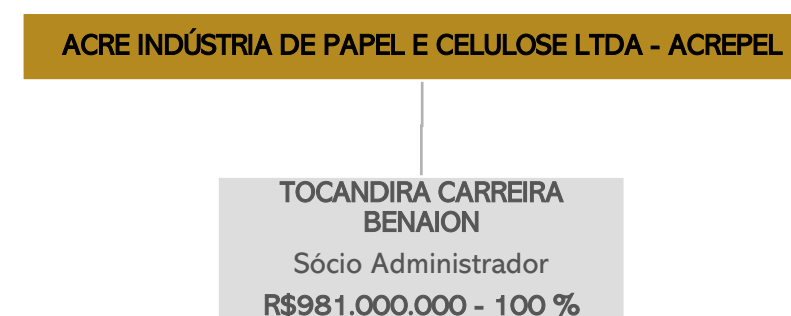 ACRE INDÚSTRIA DE PAPEL E CELULOSE LTDA - ACREPEL
TOCANDIRA CARREIRA
BENAION
Sócio Administrador
R$981.000.000 - 100 %